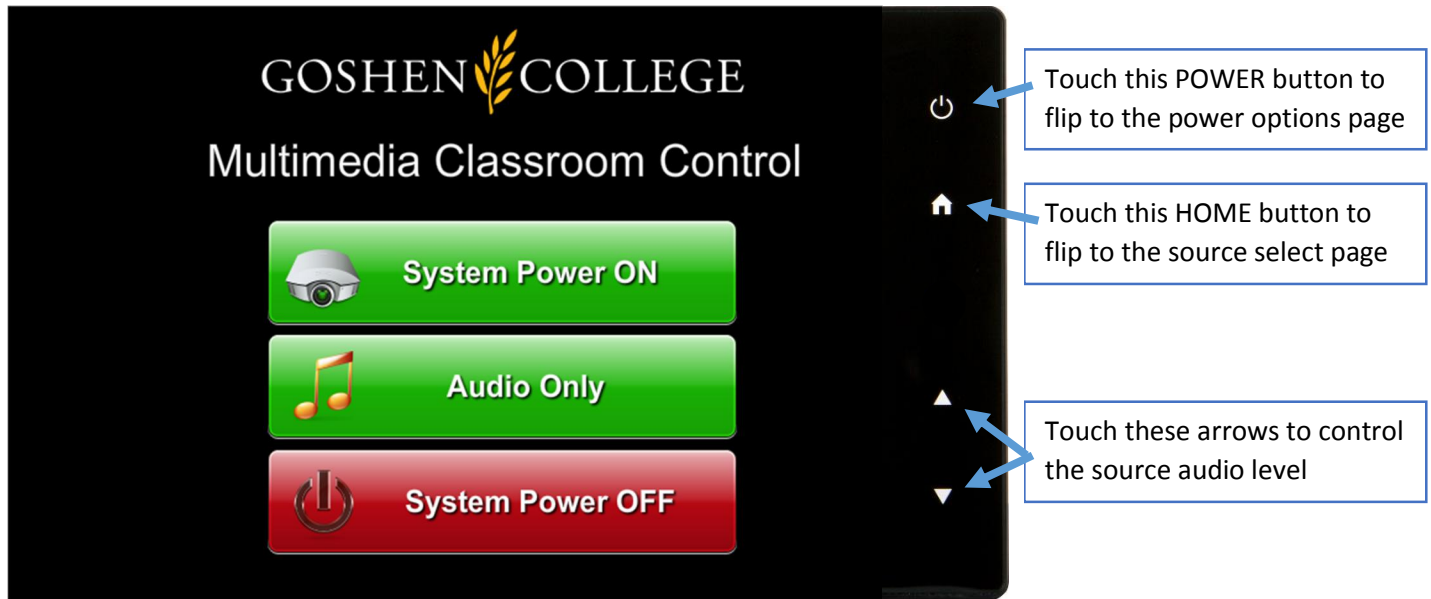 GOSHEN COLLEGE
Multimedia Classroom Control
System Power ON
Audio Only
System Power OFF
Touch this POWER button to
flip to the power options page
Touch this HOME button to
flip to the source select page
Touch these arrows to control
the source audio level